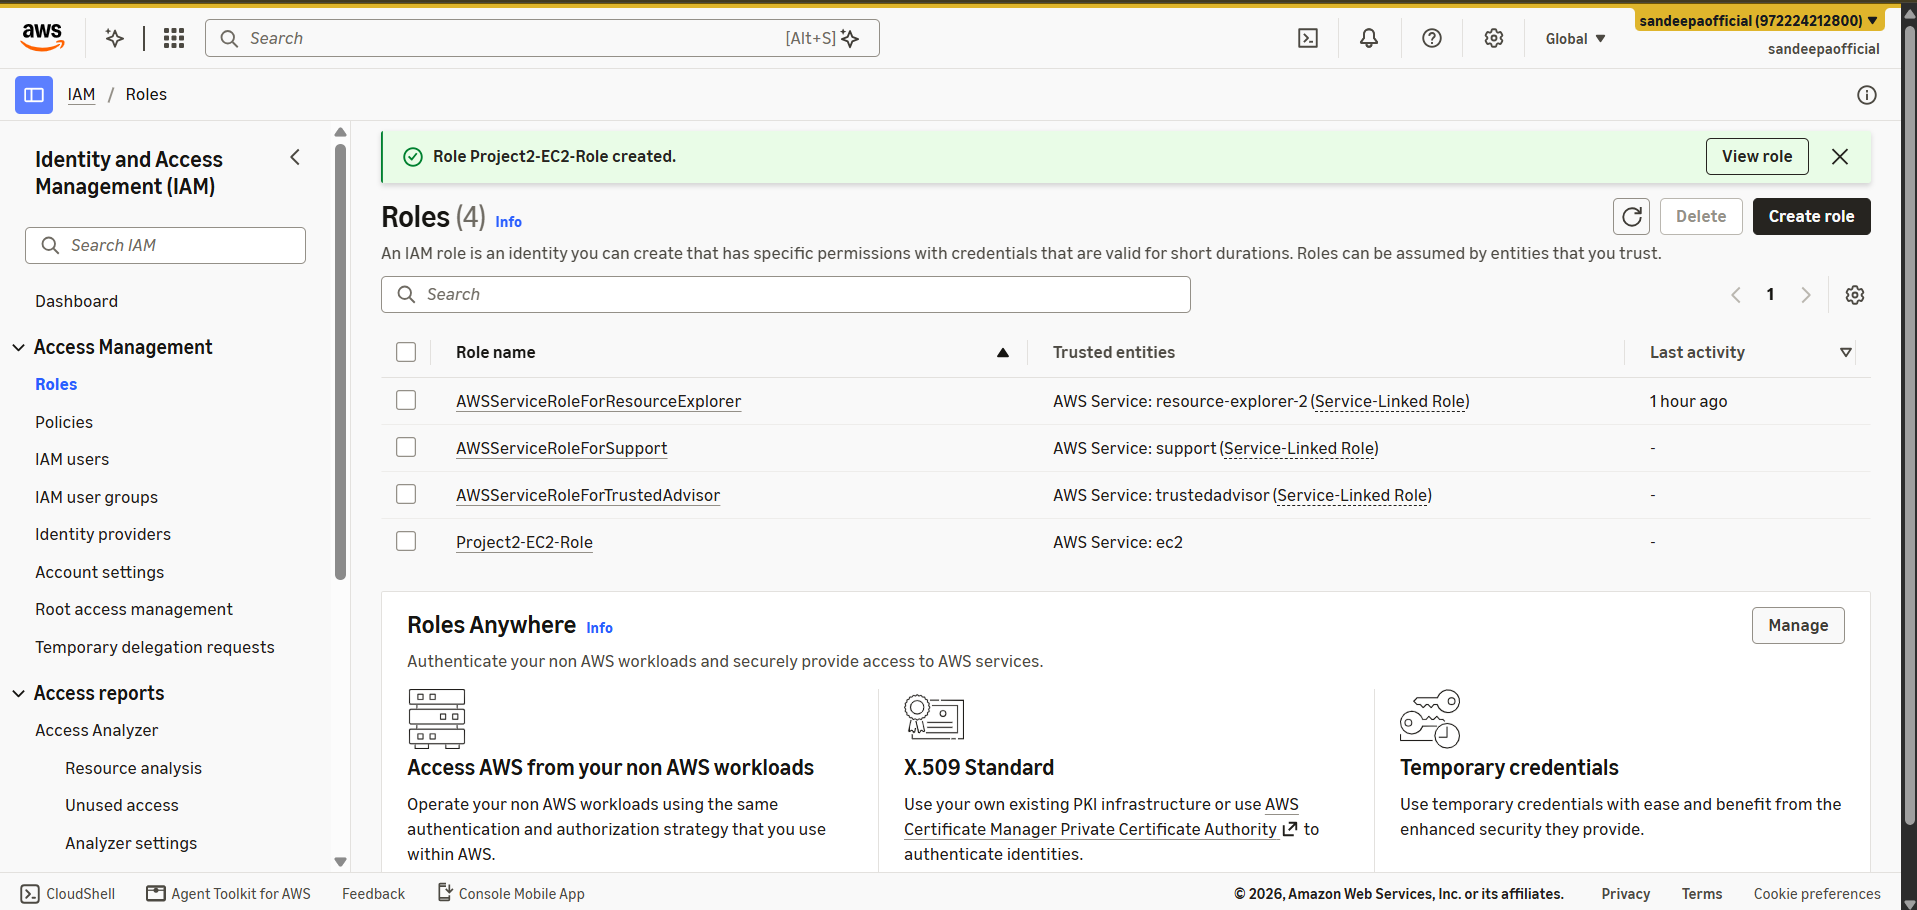 aws
Search [Alt+S]
Global
sandeepaofficial (972224212800)
sandeepaofficial
IAM / Roles
Identity and Access
Management (IAM)
Search IAM
Dashboard
Access Management
Roles
Policies
IAM users
IAM user groups
Identity providers
Account settings
Root access management
Temporary delegation requests
Access reports
Access Analyzer
Resource analysis
Unused access
Analyzer settings
Role Project2-EC2-Role created.
View role
Roles (4) Info
Delete
Create role
An IAM role is an identity you can create that has specific permissions with credentials that are valid for short durations. Roles can be assumed by entities that you trust.
Search
1
Role name Trusted entities Last activity
AWSServiceRoleForResourceExplorer AWS Service: resource-explorer-2 (Service-Linked Role) 1 hour ago
AWSServiceRoleForSupport AWS Service: support (Service-Linked Role) -
AWSServiceRoleForTrustedAdvisor AWS Service: trustedadvisor (Service-Linked Role) -
Project2-EC2-Role AWS Service: ec2 -
Roles Anywhere Info
Manage
Authenticate your non AWS workloads and securely provide access to AWS services.
Access AWS from your non AWS workloads
Operate your non AWS workloads using the same
authentication and authorization strategy that you use
within AWS.
X.509 Standard
Use your own existing PKI infrastructure or use AWS
Certificate Manager Private Certificate Authority to
authenticate identities.
Temporary credentials
Use temporary credentials with ease and benefit from the
enhanced security they provide.
CloudShell Agent Toolkit for AWS Feedback Console Mobile App © 2026, Amazon Web Services, Inc. or its affiliates. Privacy Terms Cookie preferences